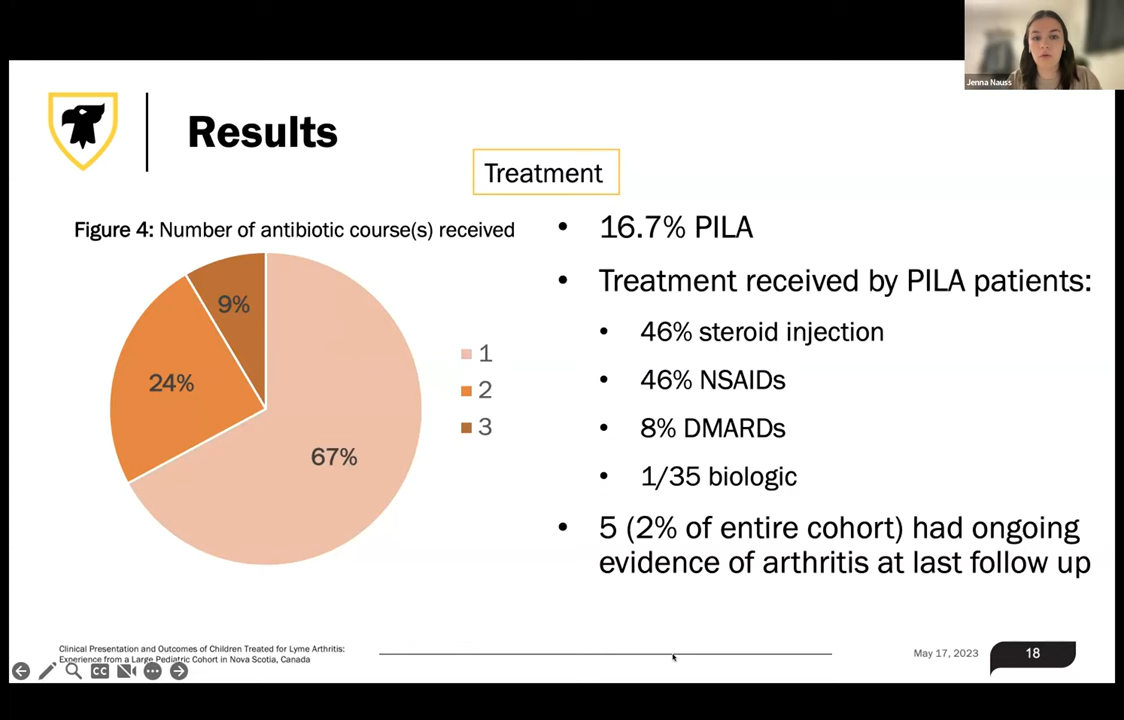 Jenna Nauss
Results
Treatment
Figure 4: Number of antibiotic course(s) received
9%
24%
67%
1
2
3
• 16.7% PILA
• Treatment received by PILA patients:
• 46% steroid injection
• 46% NSAIDs
• 8% DMARDs
• 1/35 biologic
• 5 (2% of entire cohort) had ongoing
evidence of arthritis at last follow up
Clinical Presentation and Outcomes of Children Treated for Lyme Arthritis:
Experience from a Large Pediatric Cohort in Nova Scotia, Canada
May 17, 2023
18
CC